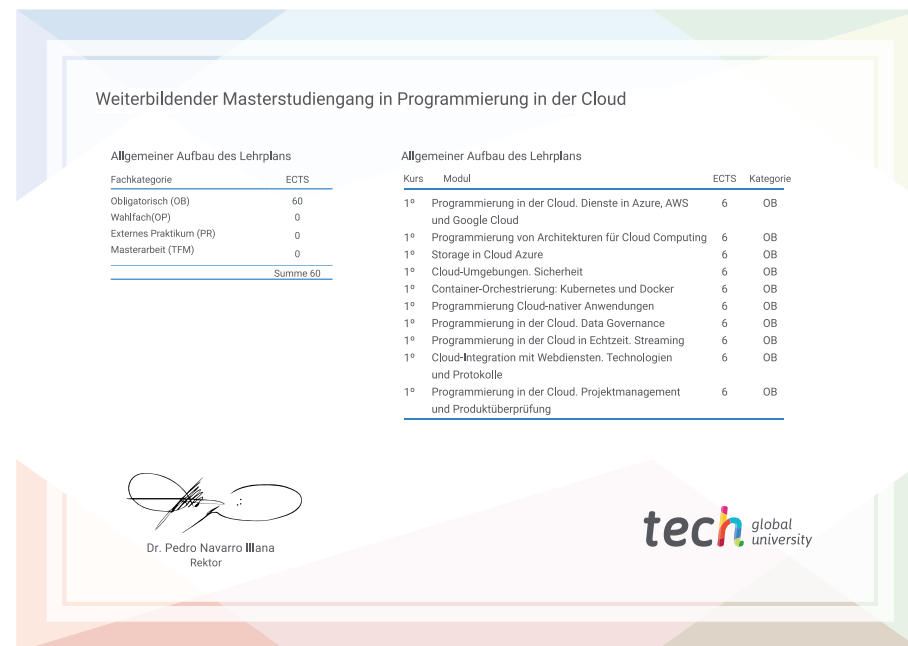 Weiterbildender Masterstudiengang in Programmierung in der Cloud
Allgemeiner Aufbau des Lehrplans
Fachkategorie ECTS
Obligatorisch (OB) 60
Wahlfach(OP) 0
Externes Praktikum (PR) 0
Masterarbeit (TFM) 0
Summe 60
Allgemeiner Aufbau des Lehrplans
Kurs Modul ECTS Kategorie
1º Programmierung in der Cloud. Dienste in Azure, AWS 6 OB
und Google Cloud
1º Programmierung von Architekturen für Cloud Computing 6 OB
1º Storage in Cloud Azure 6 OB
1º Cloud-Umgebungen. Sicherheit 6 OB
1º Container-Orchestrierung: Kubernetes und Docker 6 OB
1º Programmierung Cloud-nativer Anwendungen 6 OB
1º Programmierung in der Cloud. Data Governance 6 OB
1º Programmierung in der Cloud in Echtzeit. Streaming 6 OB
1º Cloud-Integration mit Webdiensten. Technologien 6 OB
und Protokolle
1º Programmierung in der Cloud. Projektmanagement 6 OB
und Produktüberprüfung
Dr. Pedro Navarro Illana
Rektor
tech global
university